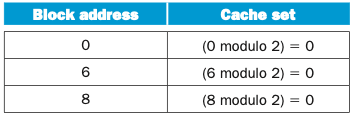 Block address Cache set
0 (0 modulo 2) = 0
6 (6 modulo 2) = 0
8 (8 modulo 2) = 0